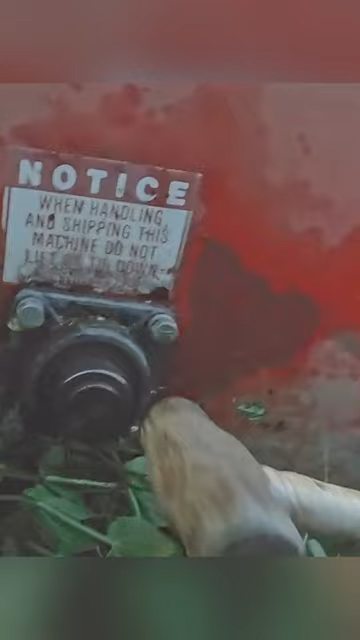 NOTICE
WHEN HANDLING
AND SHIPPING THIS
MACHINE DO NOT
LIFT